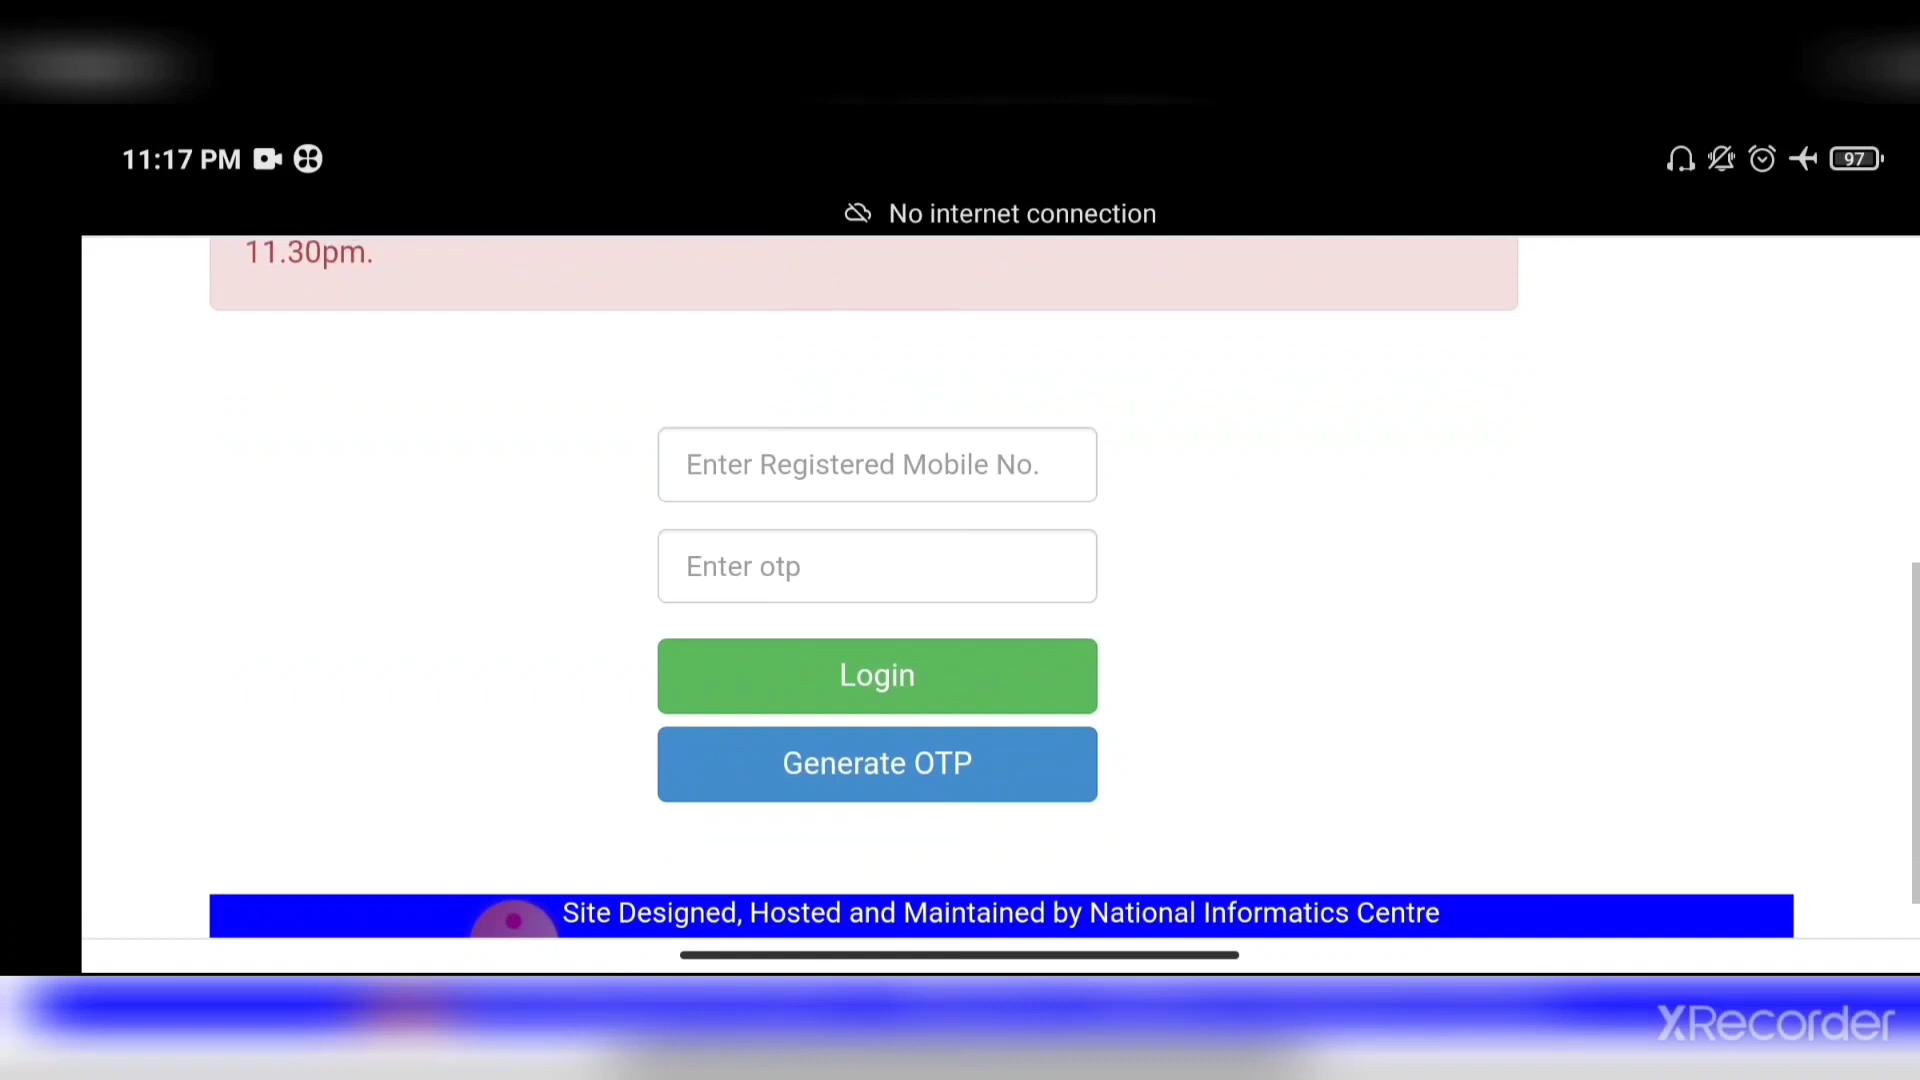 11:17 PM
97
No internet connection
11.30pm.
Enter Registered Mobile No.
Enter otp
Login
Generate OTP
Site Designed, Hosted and Maintained by National Informatics Centre
XRecorder